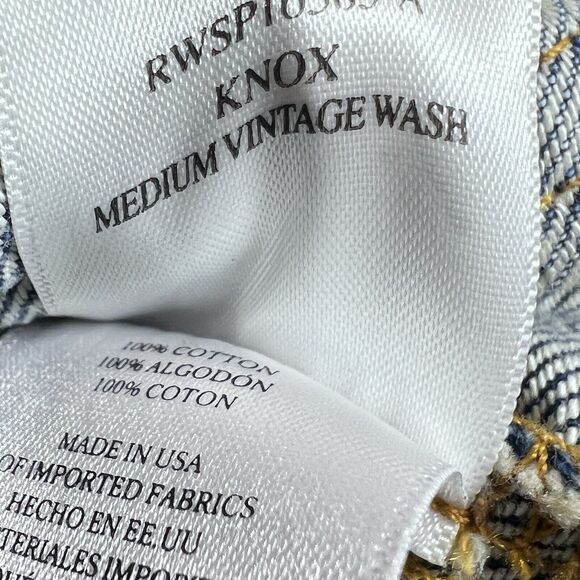 KNOX
MEDIUM VINTAGE WASH
100% COTTON
100% ALGODÓN
100% COTON
MADE IN USA
OF IMPORTED FABRICS
HECHO EN EE.UU